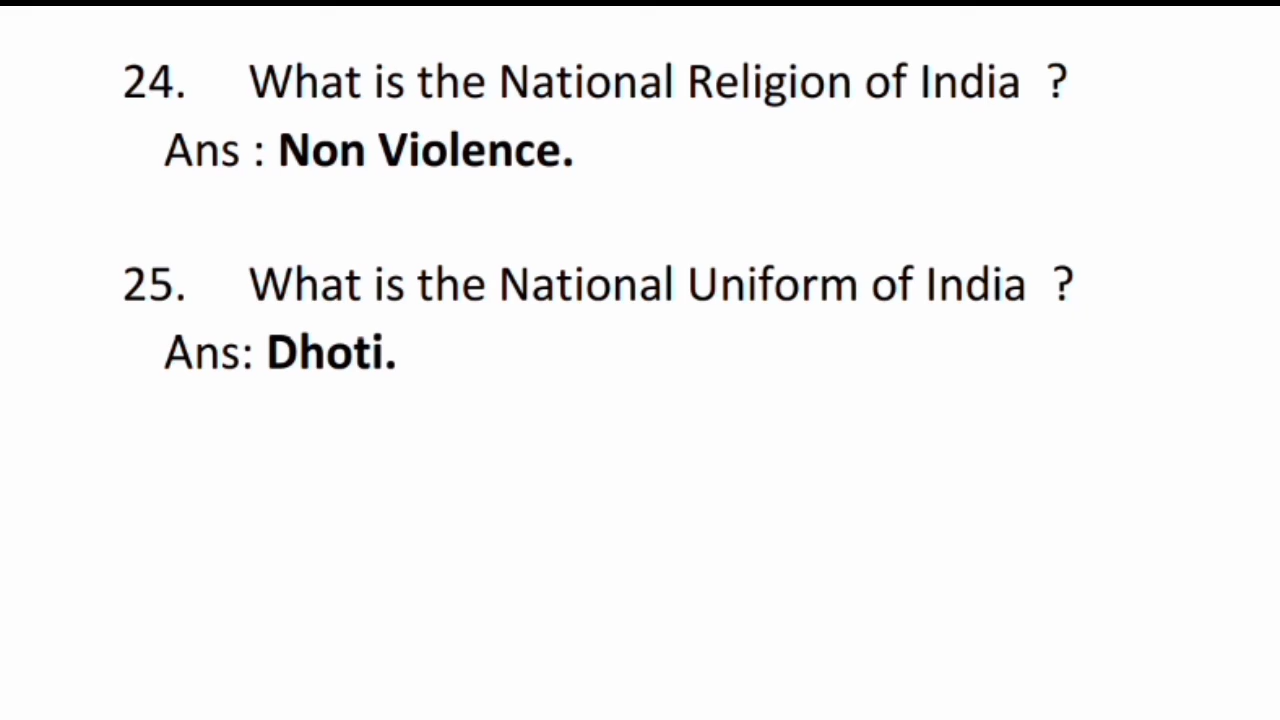 24. What is the National Religion of India ?
Ans : Non Violence.
25. What is the National Uniform of India ?
Ans: Dhoti.